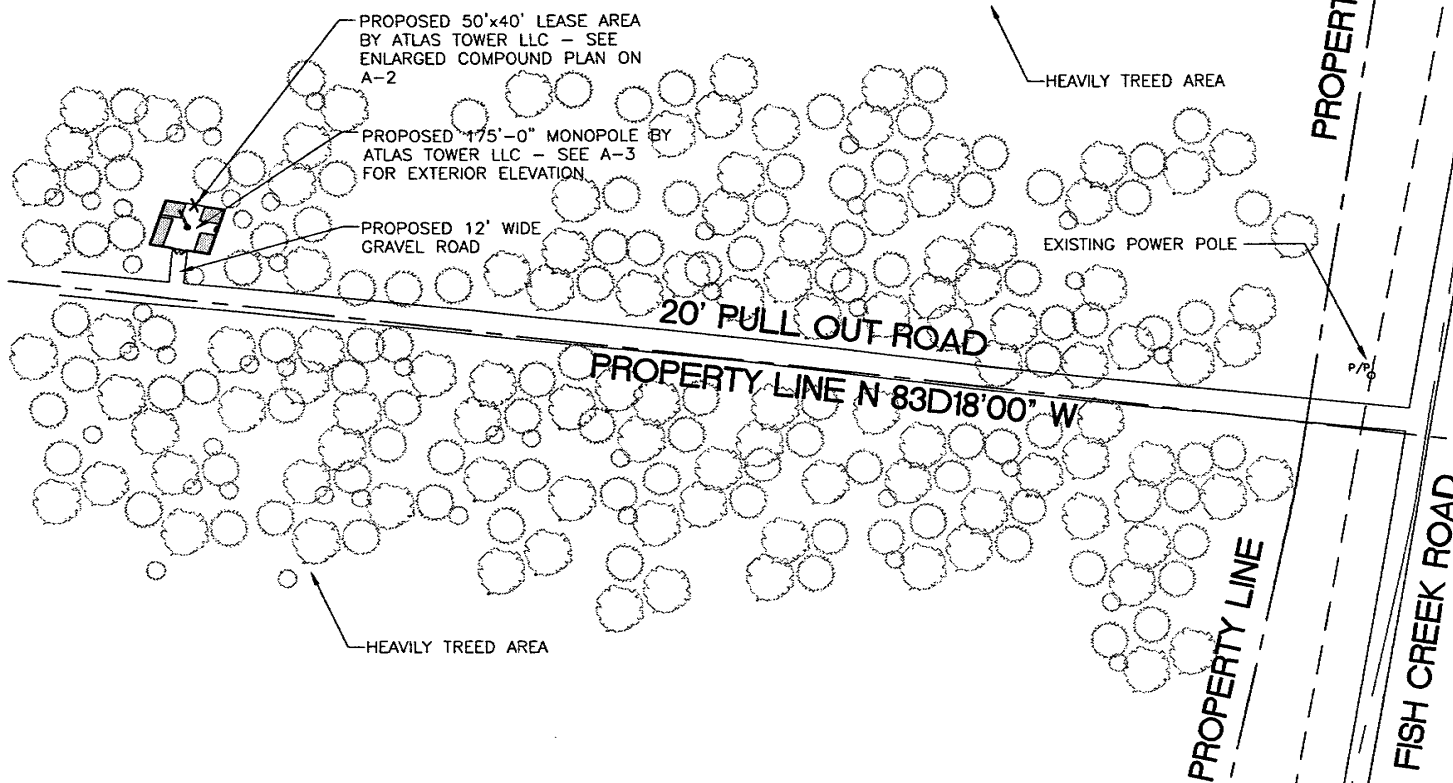 PROPOSED 50'x40' LEASE AREA
BY ATLAS TOWER LLC – SEE
ENLARGED COMPOUND PLAN ON
A-2
HEAVILY TREED AREA
PROPERT
PROPOSED 175'-0" MONOPOLE BY
ATLAS TOWER LLC – SEE A-3
FOR EXTERIOR ELEVATION
PROPOSED 12' WIDE
GRAVEL ROAD
EXISTING POWER POLE
20' PULL OUT ROAD
P/P
PROPERTY LINE N 83D18'00" W
HEAVILY TREED AREA
PROPERTY LINE
FISH CREEK ROAD